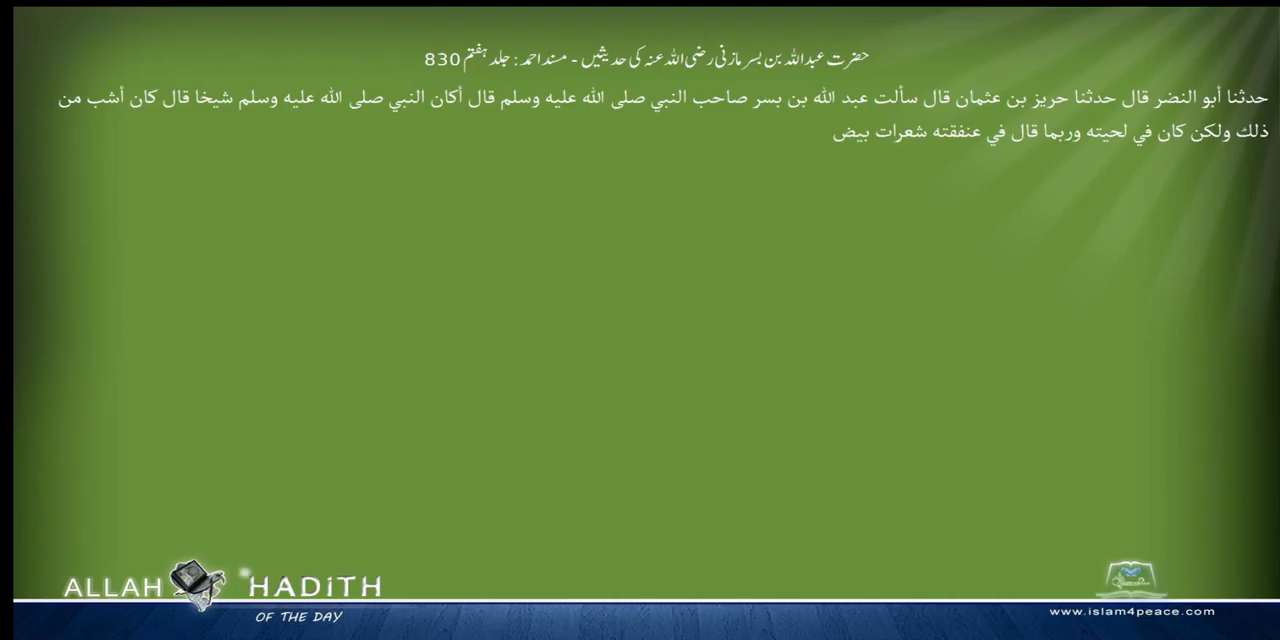 حضرت عبداللہ بن بسر مازنی رضی اللہ عنہ کی حدیثیں - مسند احمد : جلد ہفتم 830
حدثنا أبو النضر قال حدثنا حريز بن عثمان قال سألت عبد الله بن بسر صاحب النبي صلى الله عليه وسلم قال أكان النبي صلى الله عليه وسلم شيخا قال كان أشب من
ذلك ولكن كان في لحيته وربما قال في عنفقته شعرات بيض
ALLAH HADITH
OF THE DAY
www.islam4peace.com